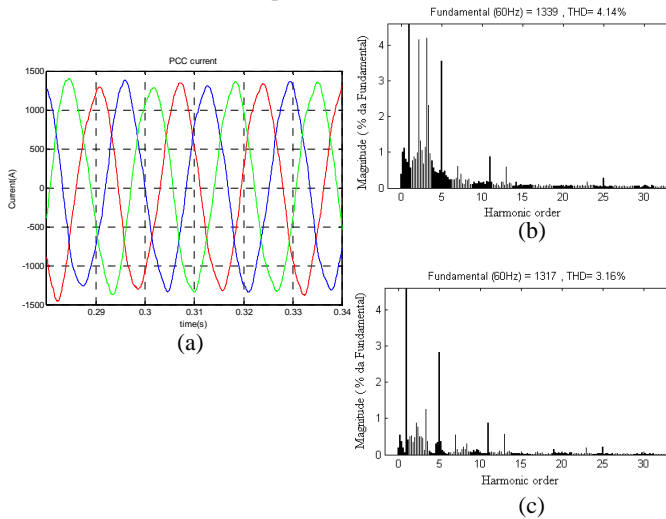 PCC current
1500
1000
500
0
-500
-1000
-1500
Current(A)
0.29 0.3 0.31 0.32 0.33 0.34
time(s)
(a)
Fundamental (60Hz) = 1339 , THD= 4.14%
4
3
2
1
0
Magnitude ( % da Fundamental)
0 5 10 15 20 25 30
Harmonic order
(b)
Fundamental (60Hz) = 1317 , THD= 3.16%
4
3
2
1
0
Magnitude ( % da Fundamental)
0 5 10 15 20 25 30
Harmonic order
(c)